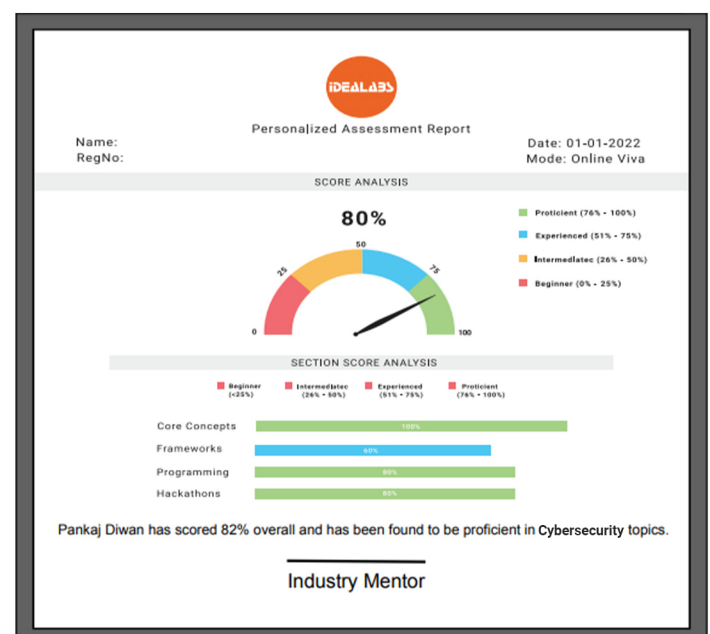 iDEALABS
Personalized Assessment Report
Name:
RegNo:
Date: 01-01-2022
Mode: Online Viva
SCORE ANALYSIS
80%
0
25
50
75
100
Proticient (76% - 100%)
Experienced (51% - 75%)
Intermedlatec (26% - 50%)
Beginner (0% - 25%)
SECTION SCORE ANALYSIS
Beginner
(<25%)
Intermedlatec
(26% - 50%)
Experienced
(51% - 75%)
Proticient
(76% - 100%)
Core Concepts 100%
Frameworks 60%
Programming 80%
Hackathons 80%
Pankaj Diwan has scored 82% overall and has been found to be proficient in Cybersecurity topics.
Industry Mentor